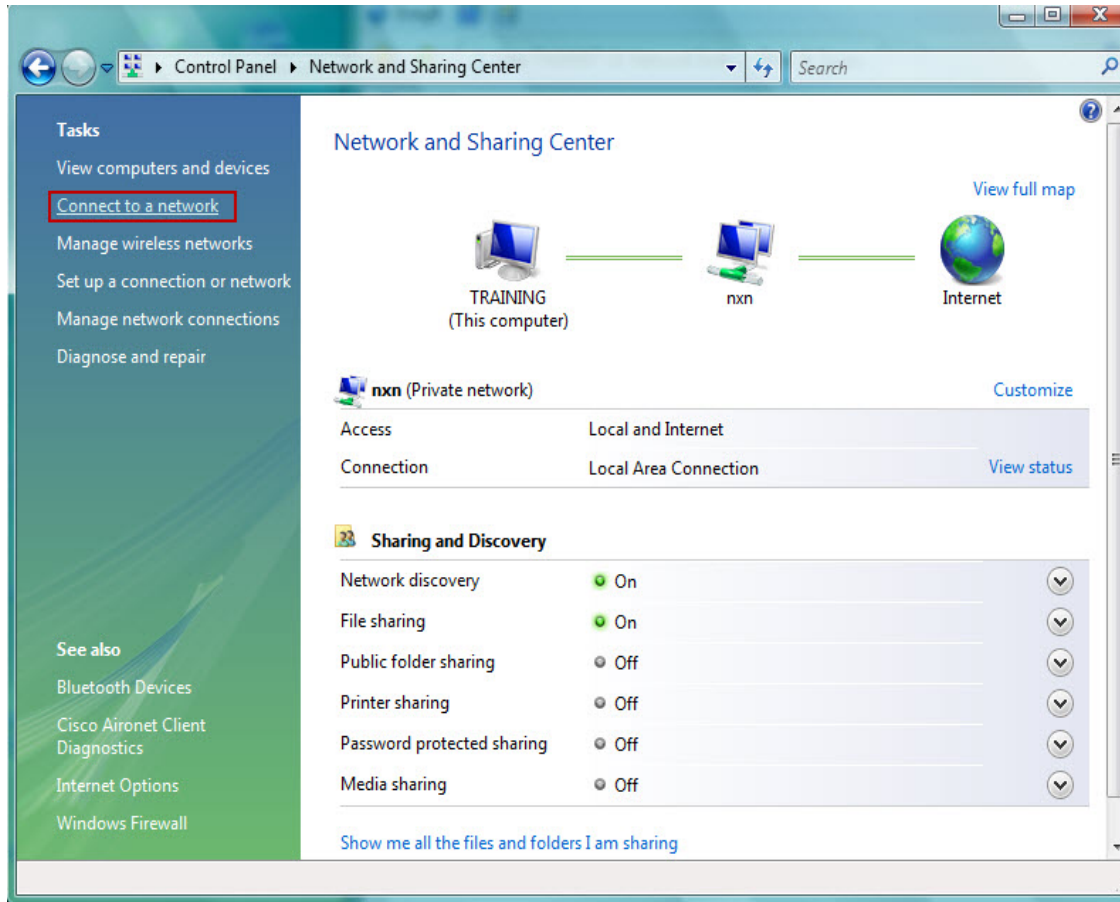 Control Panel
Network and Sharing Center
Search
Tasks
View computers and devices
Connect to a network
Manage wireless networks
Set up a connection or network
Manage network connections
Diagnose and repair
See also
Bluetooth Devices
Cisco Aironet Client
Diagnostics
Internet Options
Windows Firewall
Network and Sharing Center
View full map
TRAINING
(This computer)
nxn
Internet
nxn (Private network)
Customize
Access Local and Internet
Connection Local Area Connection View status
Sharing and Discovery
Network discovery On
File sharing On
Public folder sharing Off
Printer sharing Off
Password protected sharing Off
Media sharing Off
Show me all the files and folders I am sharing